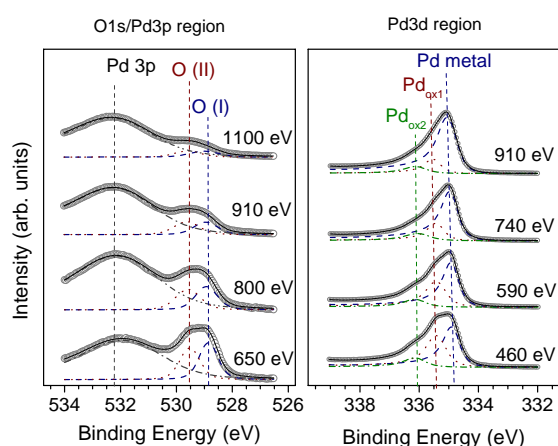 O1s/Pd3p region
Pd 3p
O (II)
O (I)
1100 eV
910 eV
800 eV
650 eV
534 532 530 528 526
Binding Energy (eV)
Intensity (arb. units)
Pd3d region
Pd metal
Pdox1
Pdox2
910 eV
740 eV
590 eV
460 eV
338 336 334 332
Binding Energy (eV)